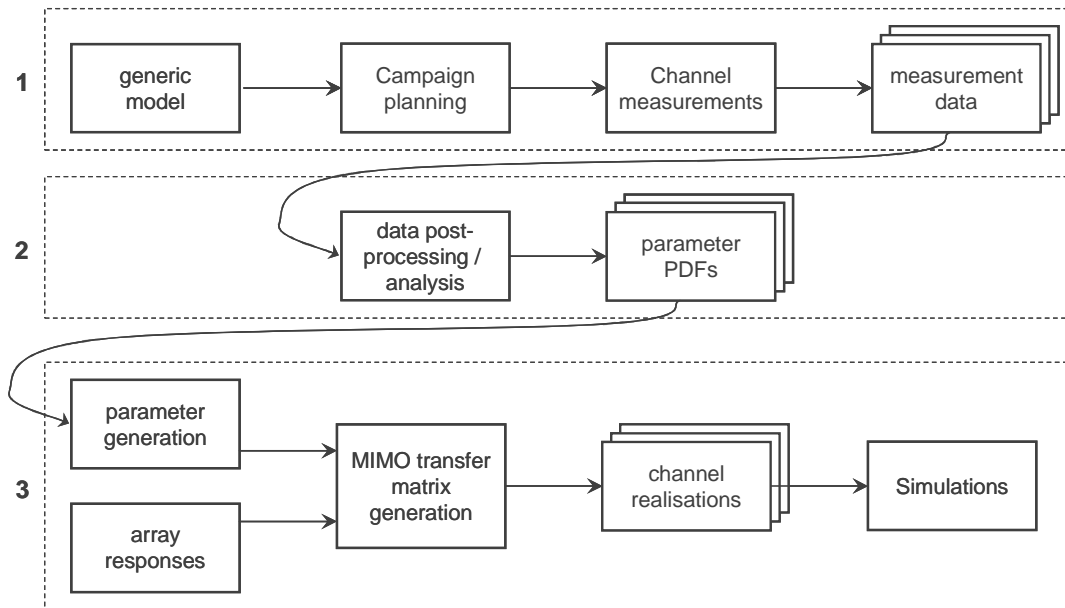 1
generic
model
Campaign
planning
Channel
measurements
measurement
data
2
data post-
processing /
analysis
parameter
PDFs
3
parameter
generation
array
responses
MIMO transfer
matrix
generation
channel
realisations
Simulations